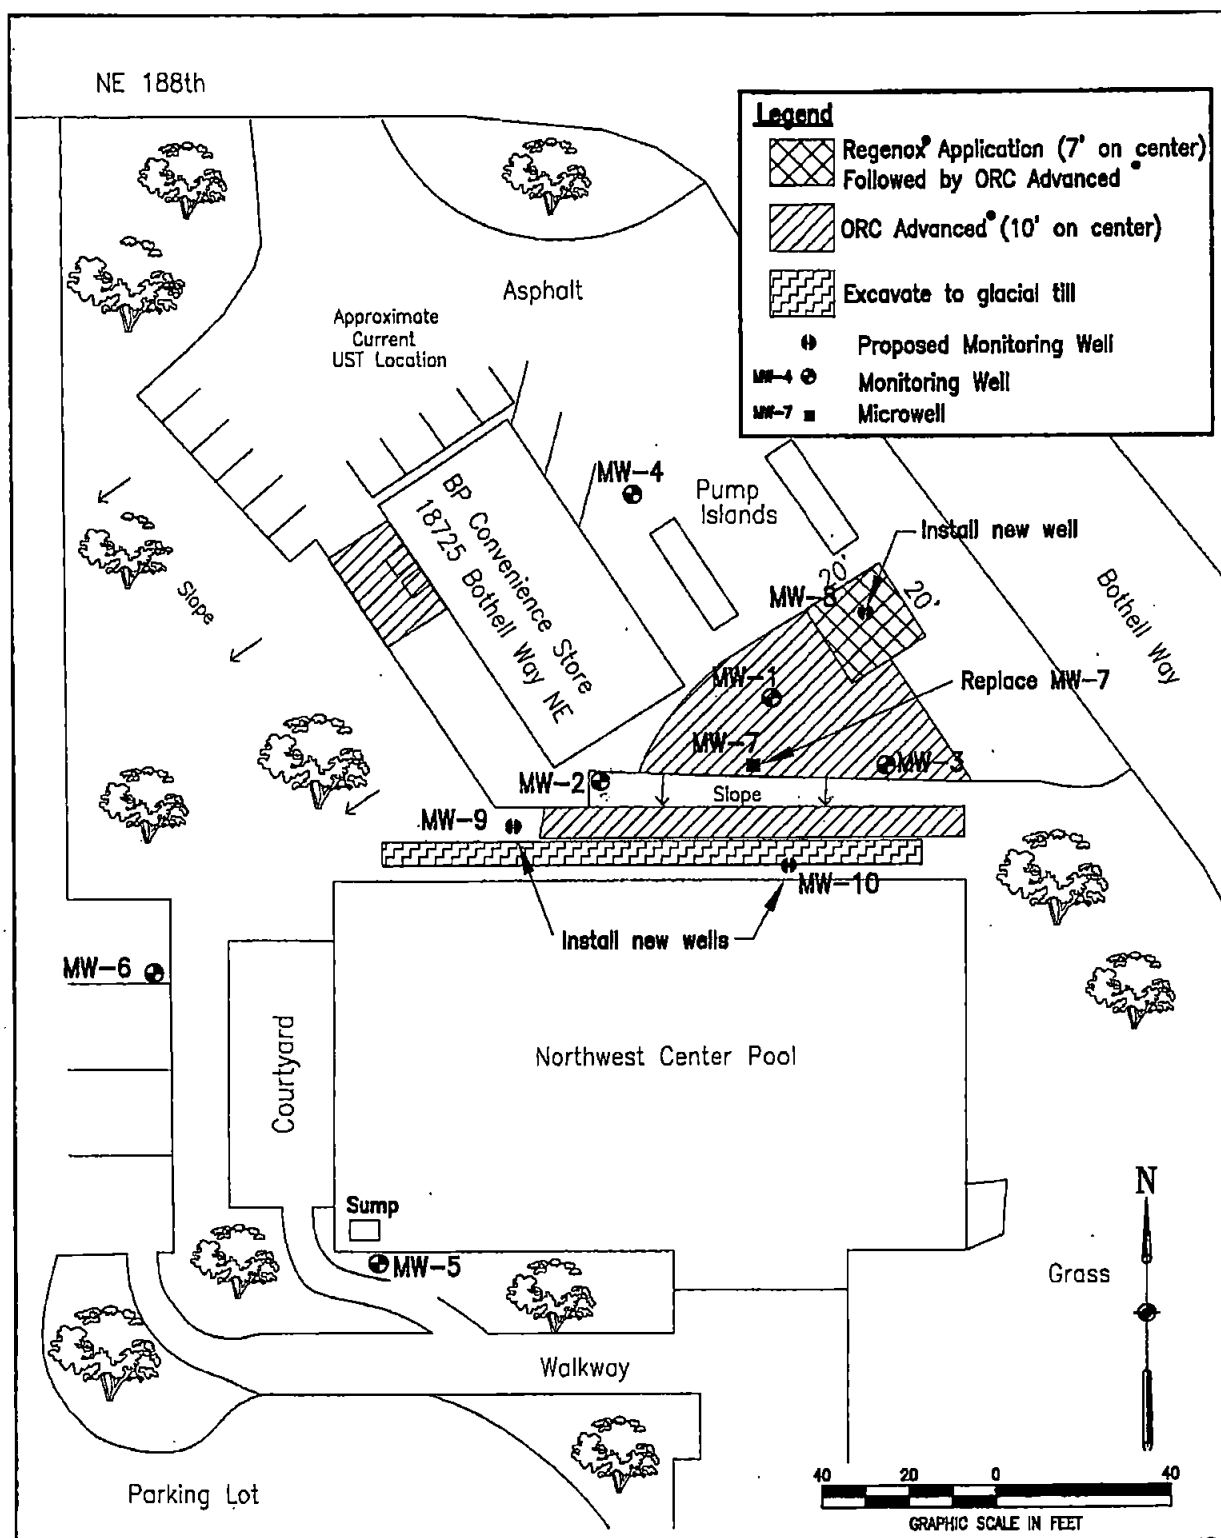 NE 188th
Legend
Regenox® Application (7' on center)
Followed by ORC Advanced®
ORC Advanced® (10' on center)
Excavate to glacial till
Proposed Monitoring Well
MW-4 Monitoring Well
MW-7 Microwell
Asphalt
Approximate
Current
UST Location
MW-4
Pump
Islands
BP Convenience Store
18725 Bothell Way NE
Install new well
20'
20'
MW-8
Bothell Way
Slope
MW-1
Replace MW-7
MW-7
MW-3
MW-2
Slope
MW-9
MW-10
Install new wells
MW-6
Courtyard
Northwest Center Pool
Sump
MW-5
N
Grass
Walkway
Parking Lot
40 20 0 40
GRAPHIC SCALE IN FEET